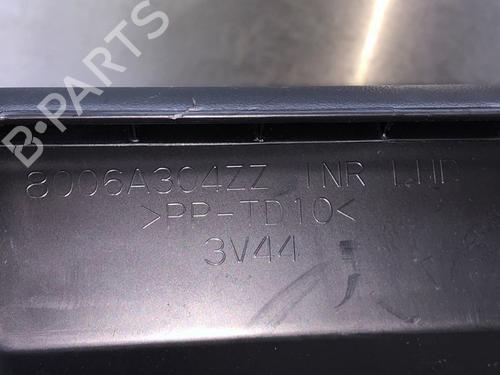 B-PARTS
8006A304ZZ INR LHD
>PP-TD10<
3V44